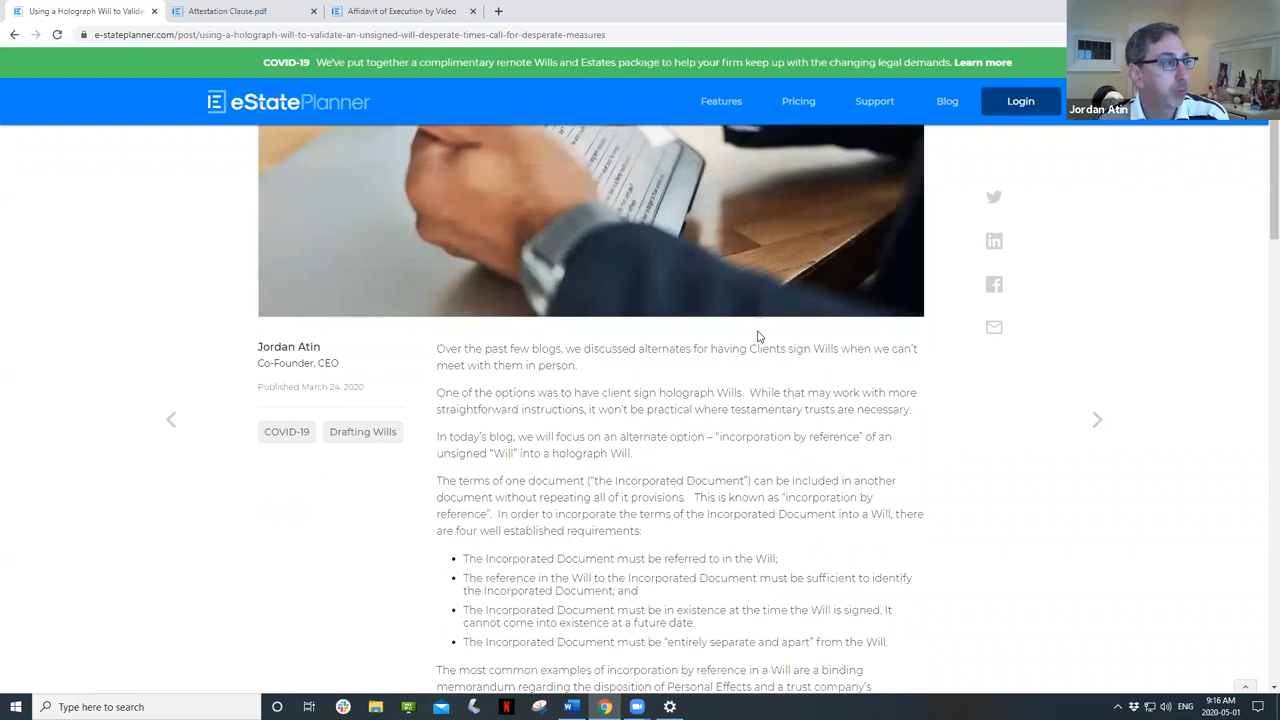 Using a Holograph Will to Valida
Attestation Clause.pdf
Affidavit of Execution by Video
e-stateplanner.com/post/using-a-holograph-will-to-validate-an-unsigned-will-desperate-times-call-for-desperate-measures
COVID-19 We've put together a complimentary remote Wills and Estates package to help your firm keep up with the changing legal demands. Learn more
eStatePlanner
Features
Pricing
Support
Blog
Login
Jordan Atin
Jordan Atin
Co-Founder, CEO
Published March 24, 2020
COVID-19
Drafting Wills
Over the past few blogs, we discussed alternates for having Clients sign Wills when we can't
meet with them in person.
One of the options was to have client sign holograph Wills. While that may work with more
straightforward instructions, it won't be practical where testamentary trusts are necessary.
In today's blog, we will focus on an alternate option – "incorporation by reference" of an
unsigned "Will" into a holograph Will.
The terms of one document ("the Incorporated Document") can be included in another
document without repeating all of it provisions. This is known as "incorporation by
reference". In order to incorporate the terms of the Incorporated Document into a Will, there
are four well established requirements:
• The Incorporated Document must be referred to in the Will;
• The reference in the Will to the Incorporated Document must be sufficient to identify
the Incorporated Document; and
• The Incorporated Document must be in existence at the time the Will is signed. It
cannot come into existence at a future date.
• The Incorporated Document must be "entirely separate and apart" from the Will.
The most common examples of incorporation by reference in a Will are a binding
memorandum regarding the disposition of Personal Effects and a trust company's
Type here to search
ENG
9:16 AM
2020-05-01